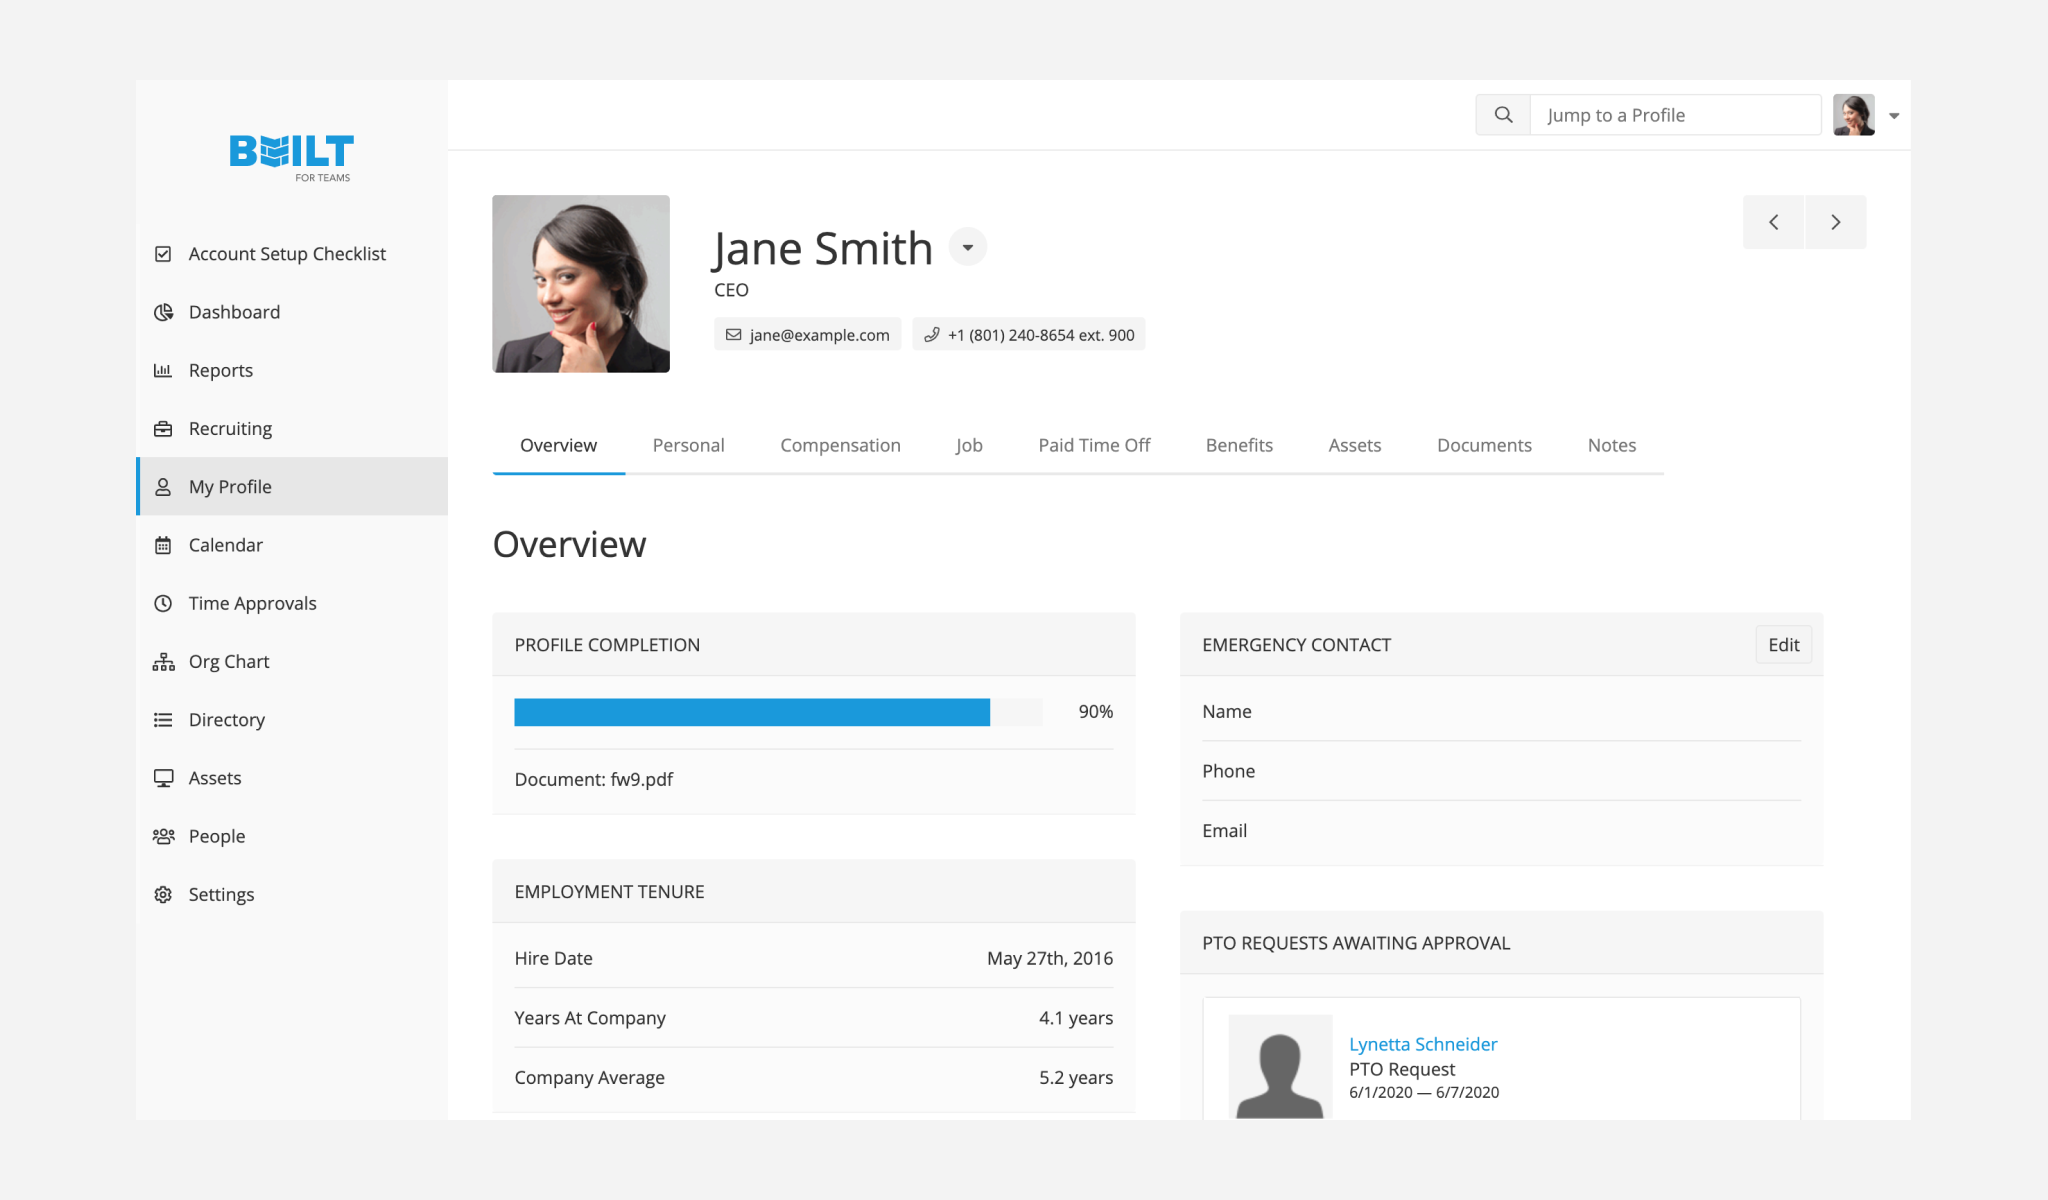 BUILT
FOR TEAMS
Jump to a Profile
Account Setup Checklist
Dashboard
Reports
Recruiting
My Profile
Calendar
Time Approvals
Org Chart
Directory
Assets
People
Settings
Jane Smith
CEO
jane@example.com
+1 (801) 240-8654 ext. 900
Overview Personal Compensation Job Paid Time Off Benefits Assets Documents Notes
Overview
PROFILE COMPLETION
90%
Document: fw9.pdf
EMPLOYMENT TENURE
Hire Date May 27th, 2016
Years At Company 4.1 years
Company Average 5.2 years
EMERGENCY CONTACT Edit
Name
Phone
Email
PTO REQUESTS AWAITING APPROVAL
Lynetta Schneider
PTO Request
6/1/2020 — 6/7/2020